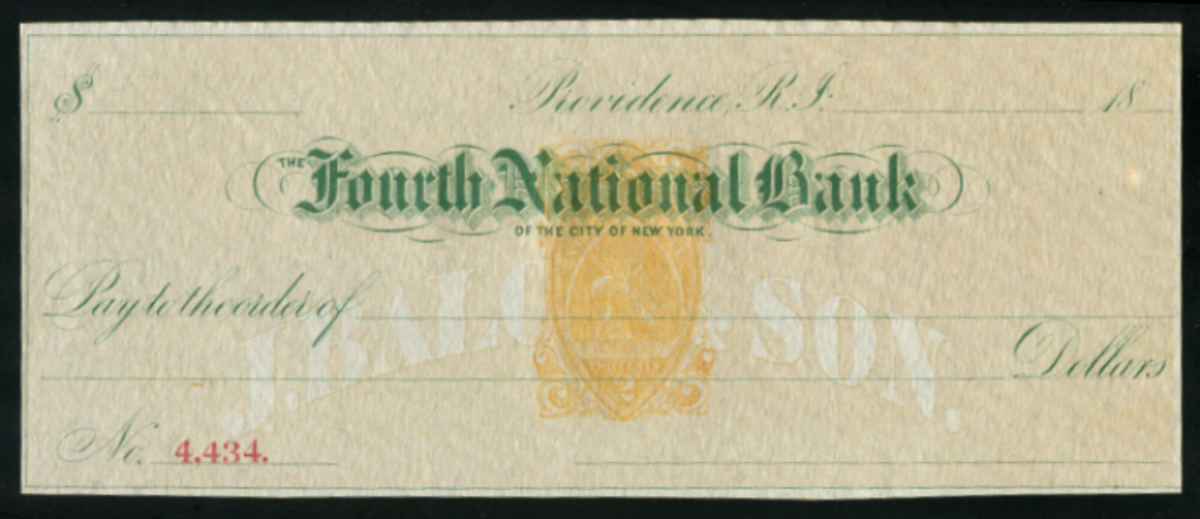 $ Providence, R.I. 18
THE Fourth National Bank
OF THE CITY OF NEW YORK.
Pay to the order of
J. BALCH & SON.
Dollars
No. 4,434.